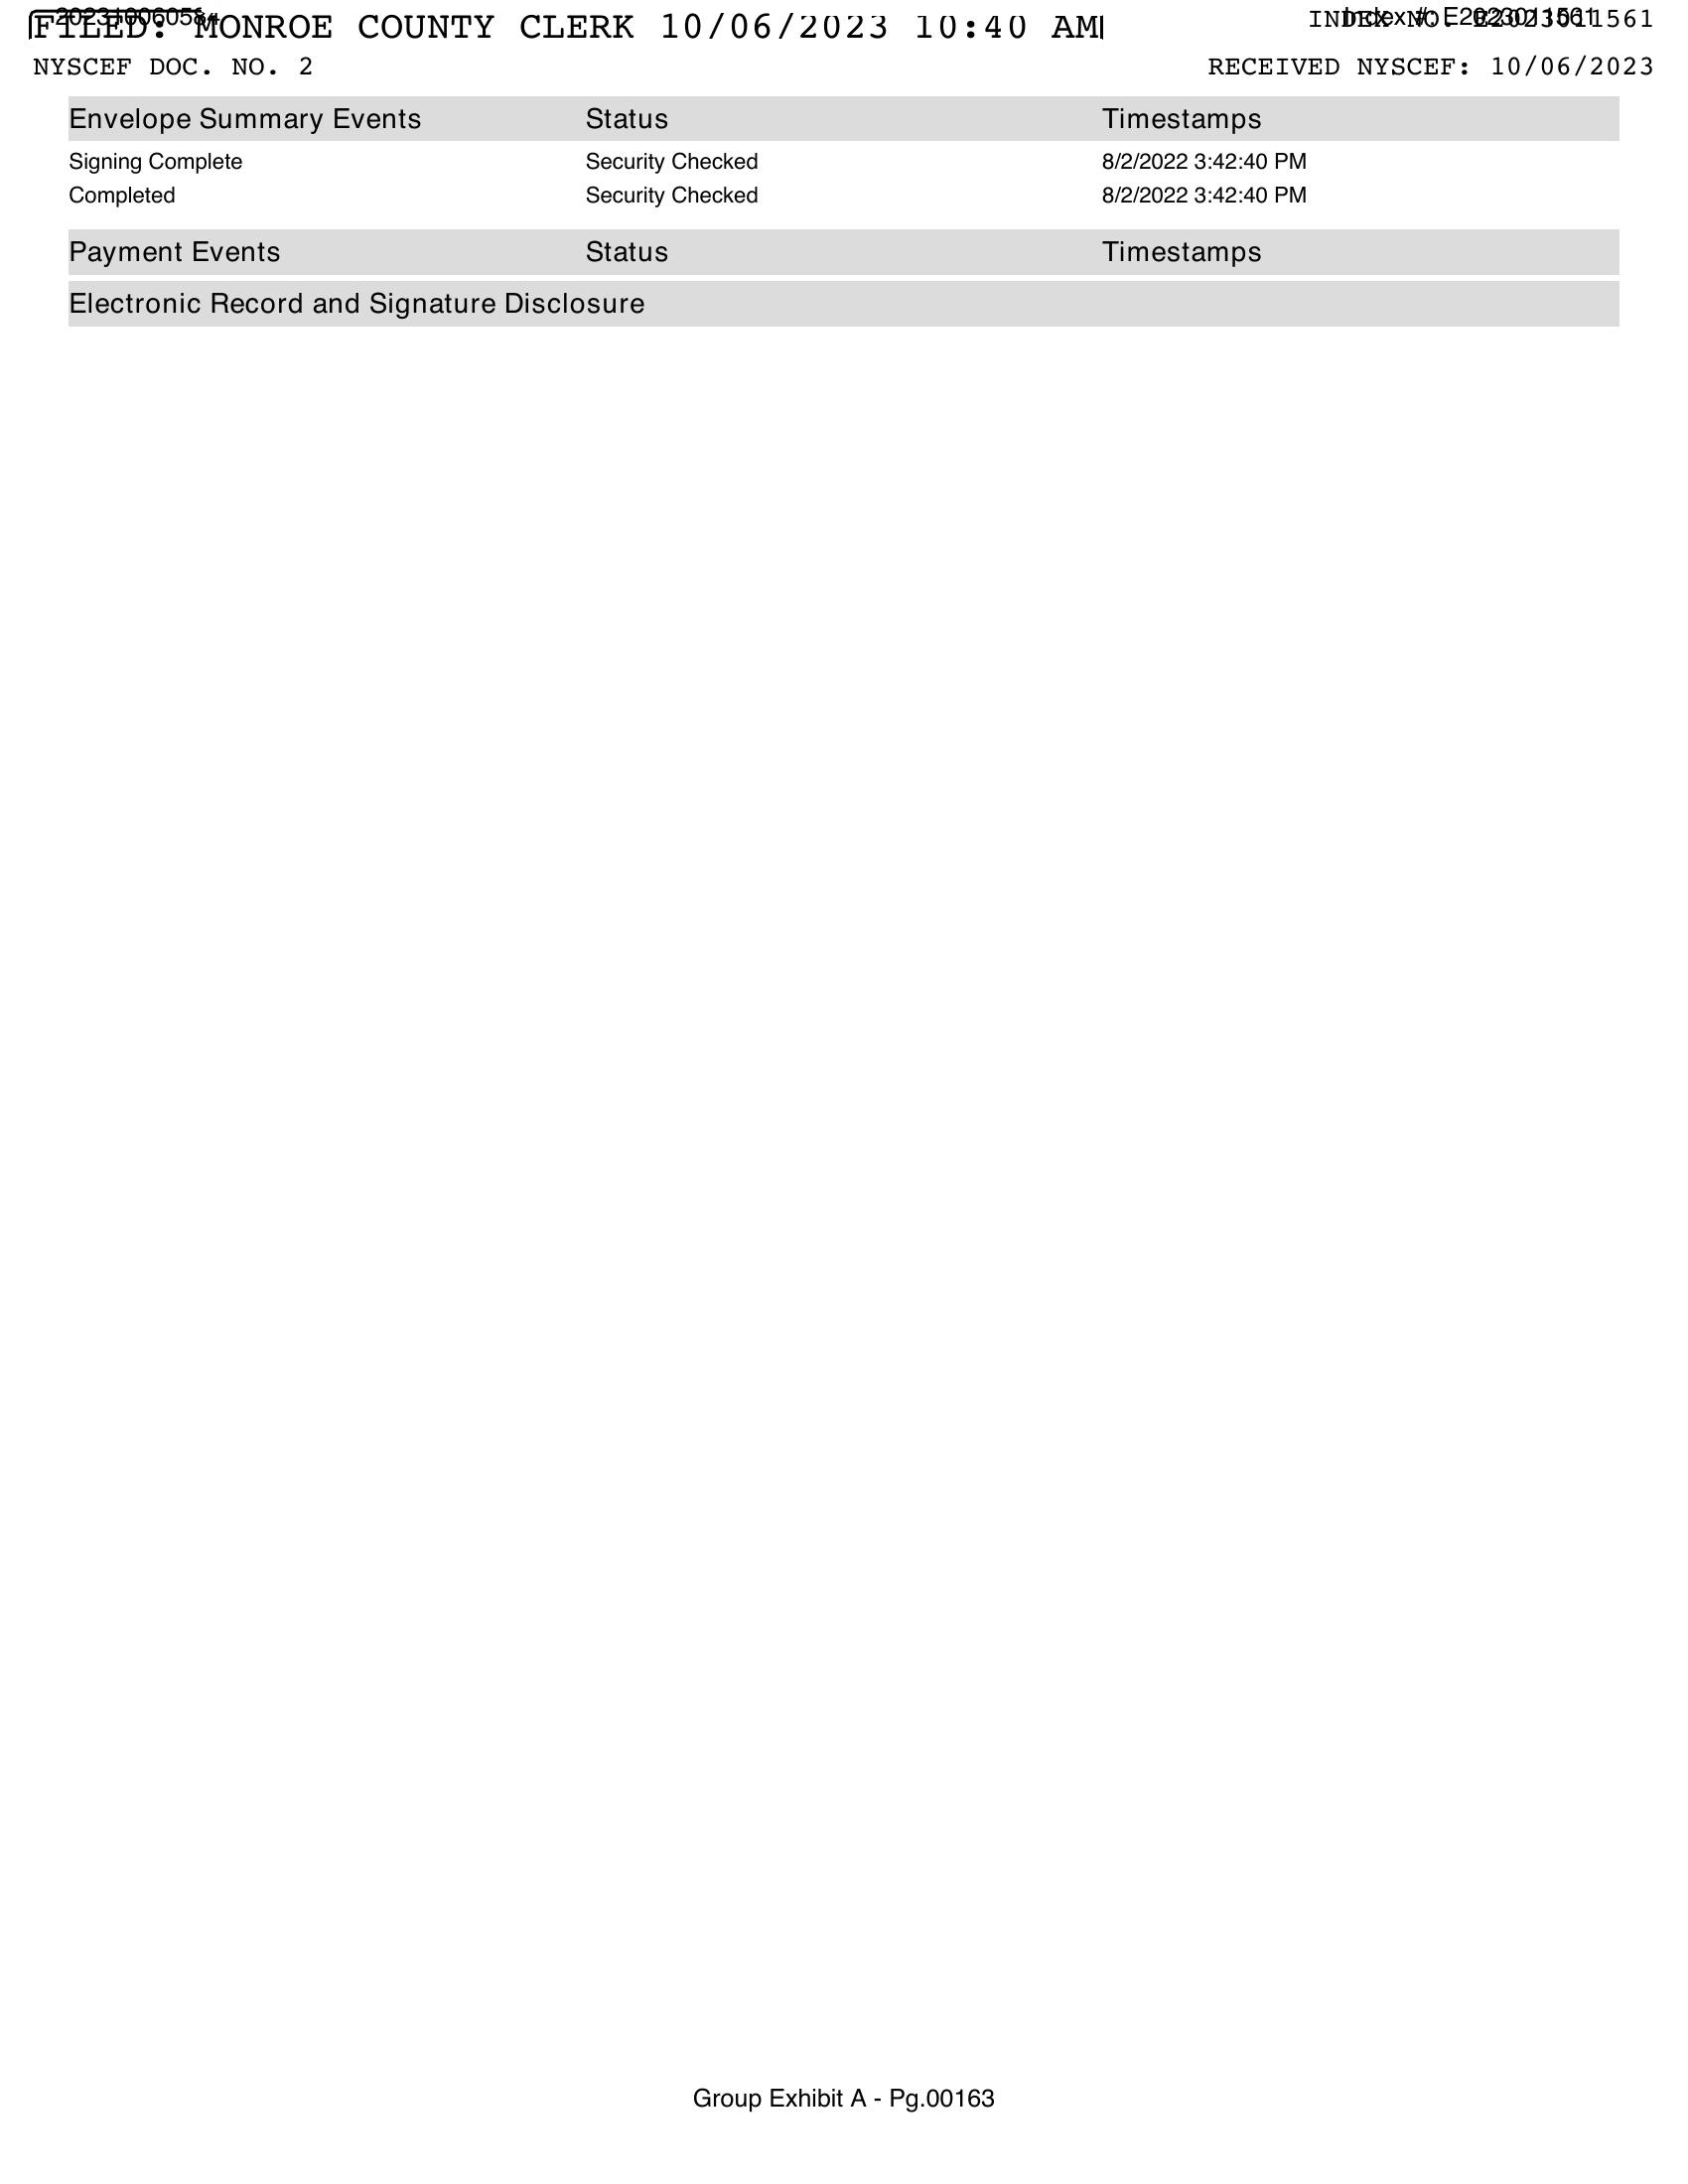 202310060584
FILED: MONROE COUNTY CLERK 10/06/2023 10:40 AM
INDEX NO. E2023011561
Index #: E2023011561
NYSCEF DOC. NO. 2
RECEIVED NYSCEF: 10/06/2023
Envelope Summary Events Status Timestamps
Signing Complete Security Checked 8/2/2022 3:42:40 PM
Completed Security Checked 8/2/2022 3:42:40 PM
Payment Events Status Timestamps
Electronic Record and Signature Disclosure
Group Exhibit A - Pg.00163